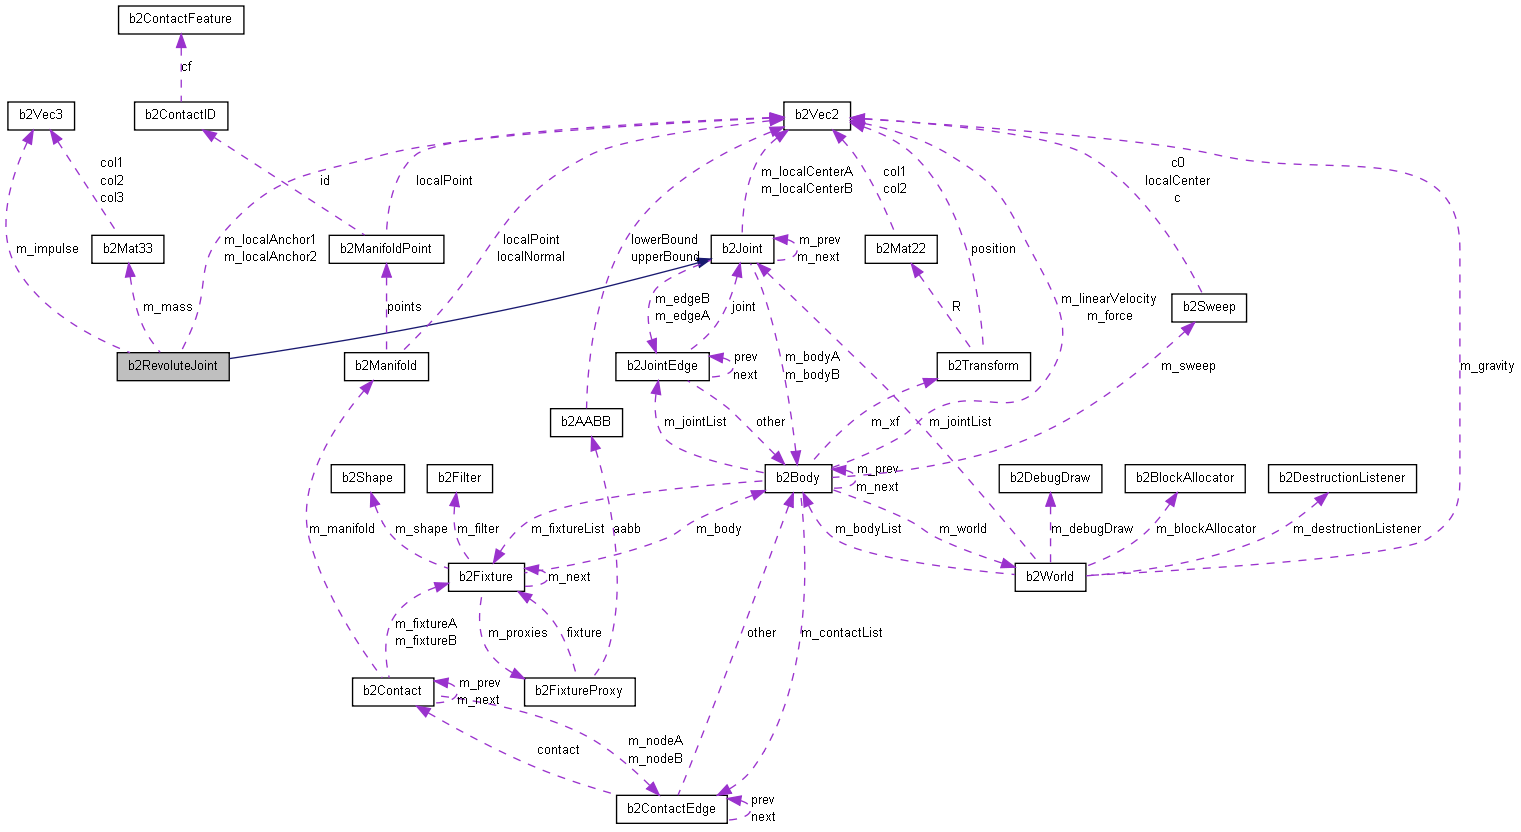 b2ContactFeature
cf
b2Vec3
b2ContactID
b2Vec2
col1
col2
col3
id
localPoint
m_localCenterA
m_localCenterB
col1
col2
c0
localCenter
c
m_impulse
b2Mat33
m_localAnchor1
m_localAnchor2
b2ManifoldPoint
localPoint
localNormal
lowerBound
upperBound
b2Joint
m_prev
m_next
b2Mat22
position
m_mass
points
m_edgeB
m_edgeA
joint
R
m_linearVelocity
m_force
b2Sweep
b2RevoluteJoint
b2Manifold
b2JointEdge
prev
next
m_bodyA
m_bodyB
b2Transform
m_sweep
m_gravity
b2AABB
m_jointList
other
m_xf
m_jointList
b2Shape
b2Filter
b2Body
m_prev
m_next
b2DebugDraw
b2BlockAllocator
b2DestructionListener
m_manifold
m_shape
m_filter
m_fixtureList
aabb
m_body
m_bodyList
m_world
m_debugDraw
m_blockAllocator
m_destructionListener
b2Fixture
m_next
b2World
m_fixtureA
m_fixtureB
m_proxies
fixture
other
m_contactList
b2Contact
m_prev
m_next
b2FixtureProxy
contact
m_nodeA
m_nodeB
b2ContactEdge
prev
next